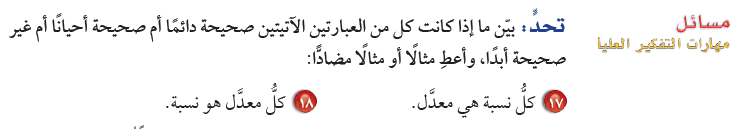 مسائل
مهارات التفكير العليا
تحدٍّ: بيّن ما إذا كانت كل من العبارتين الآتيتين صحيحة دائمًا أم صحيحة أحيانًا أم غير
صحيحة أبدًا، وأعطِ مثالًا أو مثالًا مضادًّا:
١٧ كلُّ نسبة هي معدَّل.
١٨ كلُّ معدَّل هو نسبة.